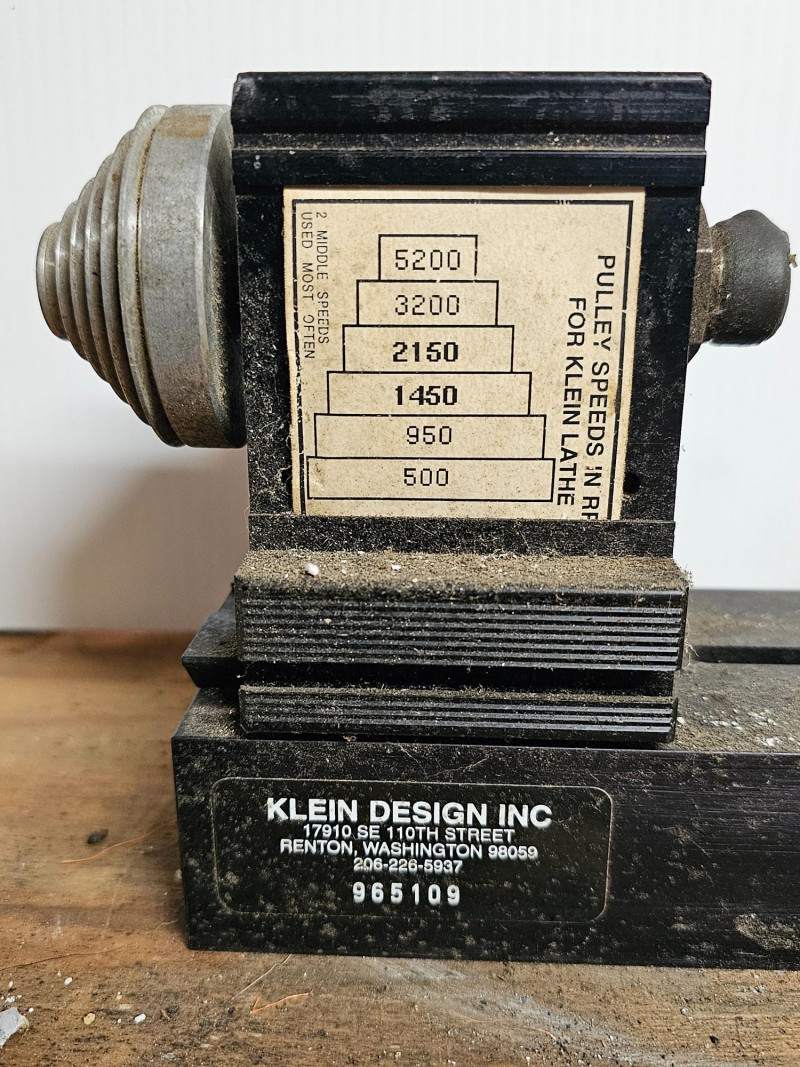 2 MIDDLE SPEEDS
USED MOST OFTEN
5200
3200
2150
1450
950
500
PULLEY SPEEDS IN
FOR KLEIN LATHE
KLEIN DESIGN INC
17910 SE 110TH STREET
RENTON, WASHINGTON 98059
206-226-5937
965109